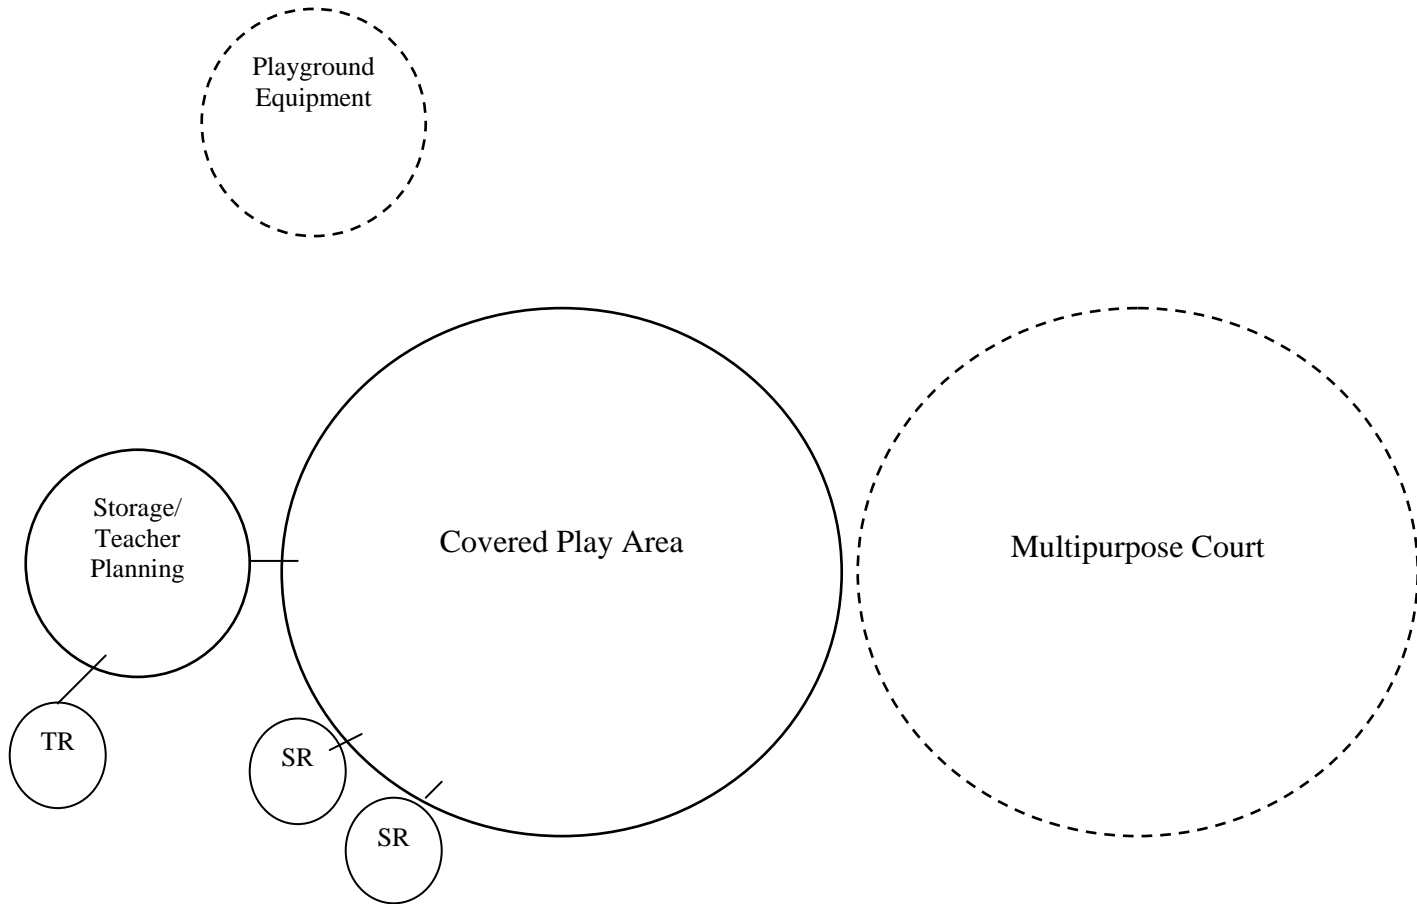 Playground
Equipment
Storage/
Teacher
Planning
Covered Play Area
Multipurpose Court
TR
SR
SR